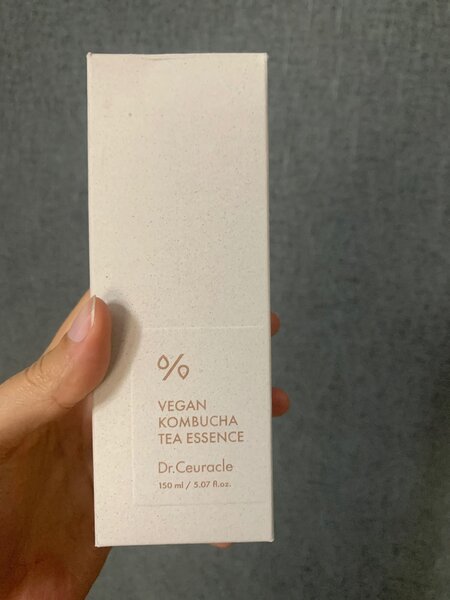 %
VEGAN
KOMBUCHA
TEA ESSENCE
Dr.Ceuracle
150 ml / 5.07 fl.oz.